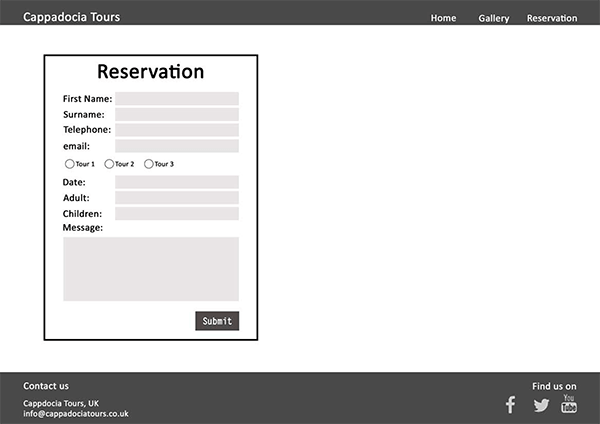 Cappadocia Tours
Home Gallery Reservation
Reservation
First Name:
Surname:
Telephone:
email:
Tour 1 Tour 2 Tour 3
Date:
Adult:
Children:
Message:
Submit
Contact us
Cappdocia Tours, UK
info@cappadociatours.co.uk
Find us on
You
Tube